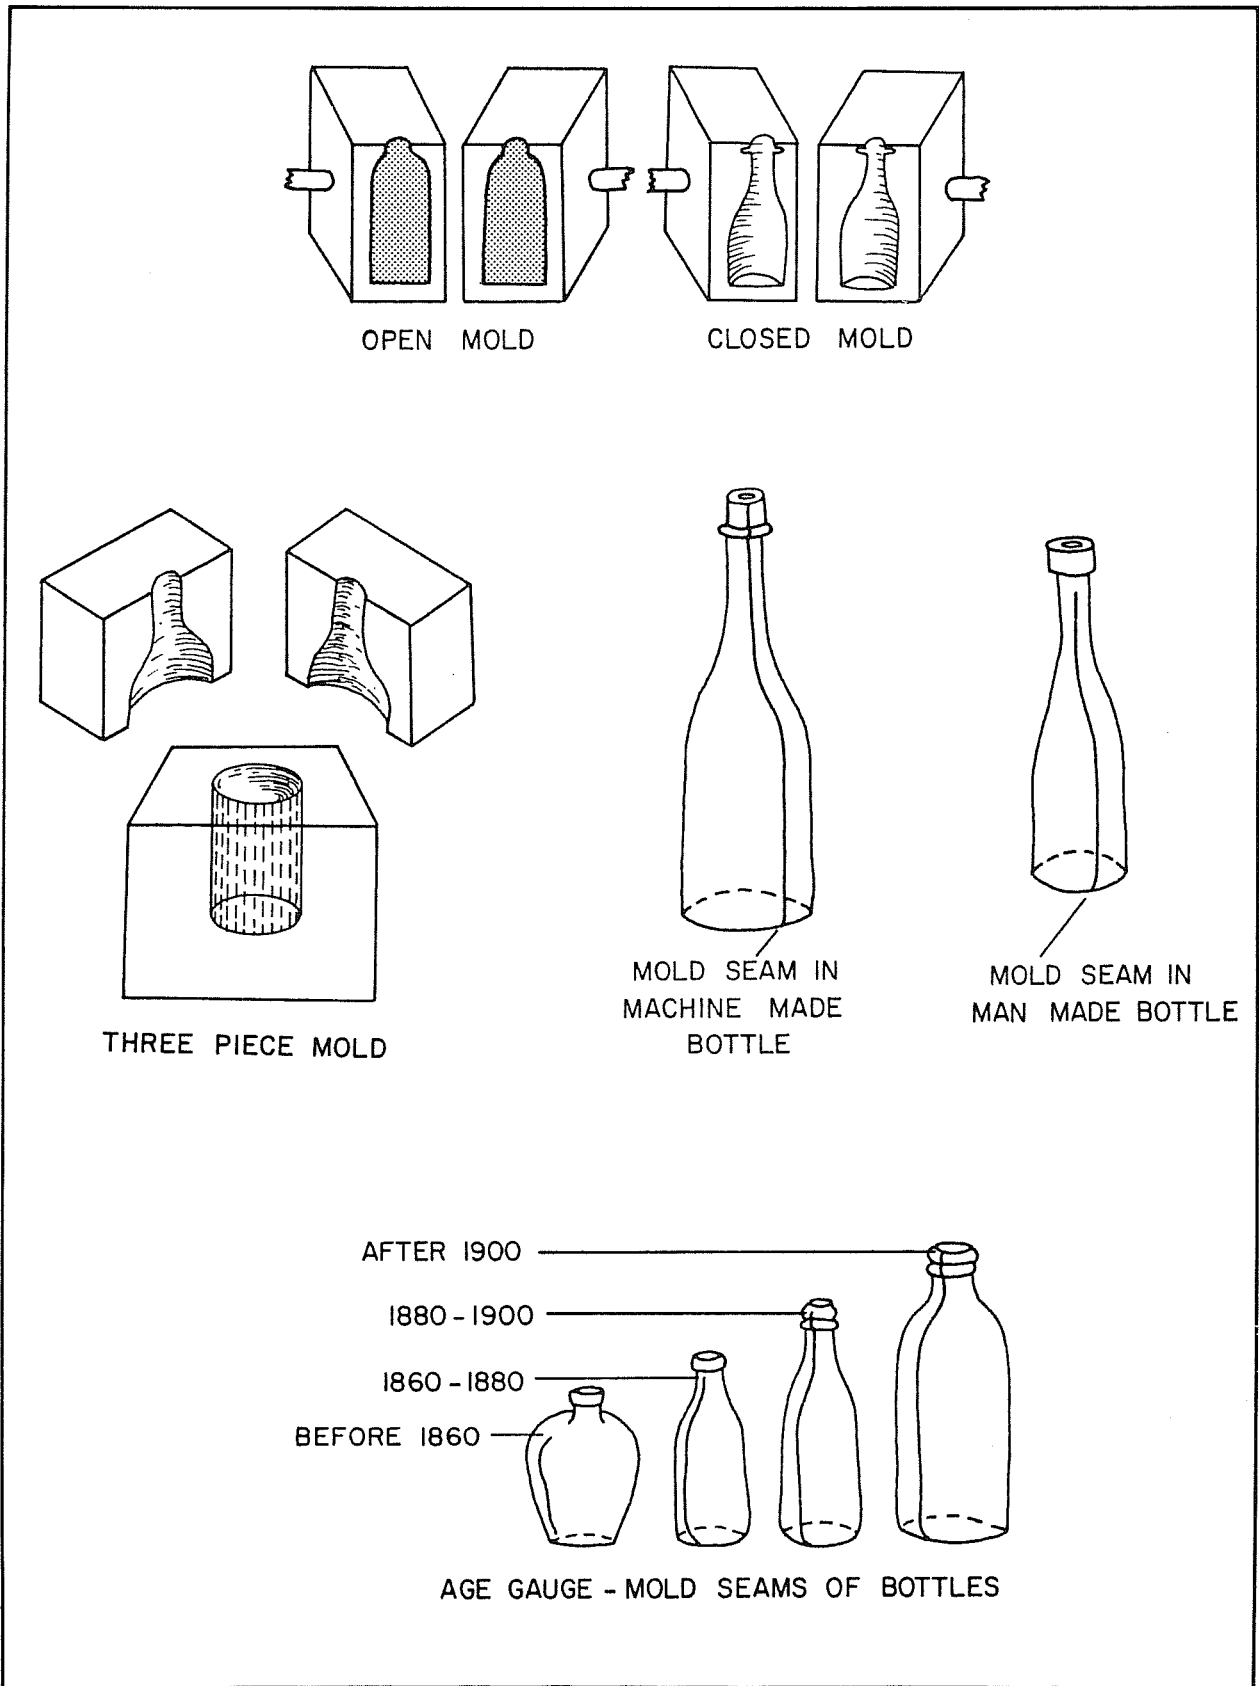 OPEN MOLD
CLOSED MOLD
THREE PIECE MOLD
MOLD SEAM IN
MACHINE MADE
BOTTLE
MOLD SEAM IN
MAN MADE BOTTLE
AFTER 1900
1880-1900
1860-1880
BEFORE 1860
AGE GAUGE - MOLD SEAMS OF BOTTLES